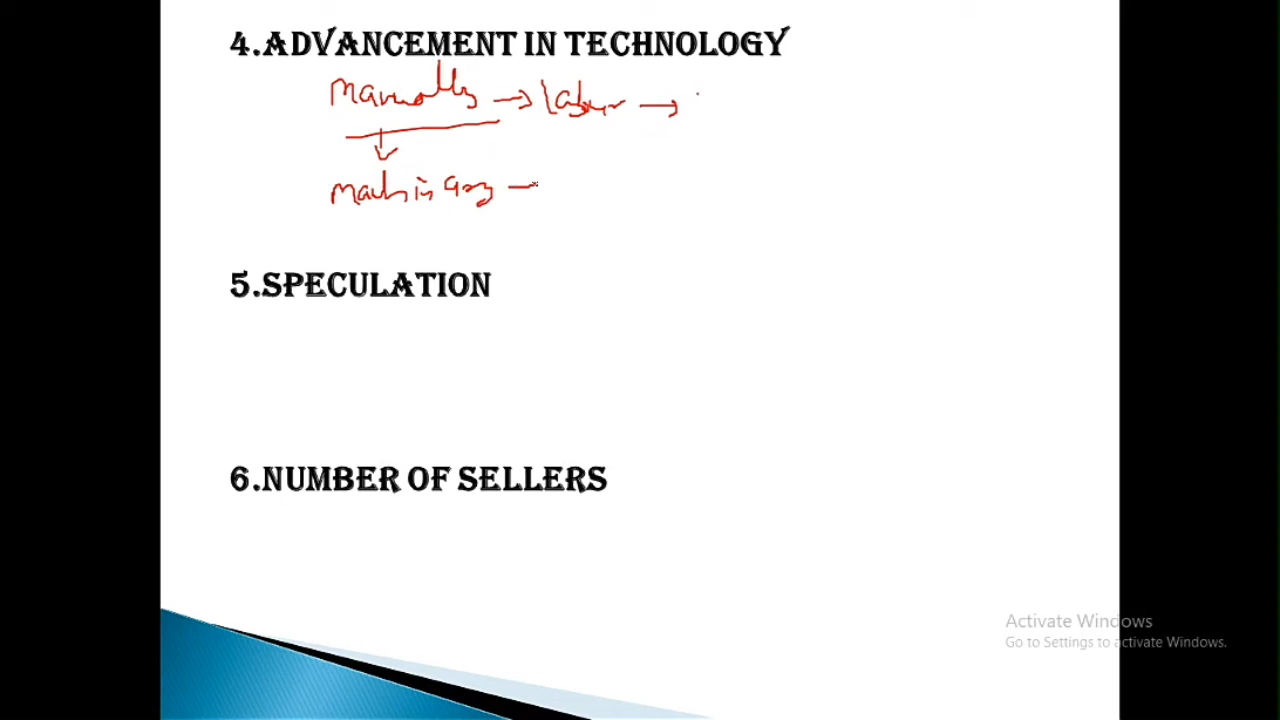 4.ADVANCEMENT IN TECHNOLOGY
Manually → labour →
Machinary –
5.SPECULATION
6.NUMBER OF SELLERS
Activate Windows
Go to Settings to activate Windows.